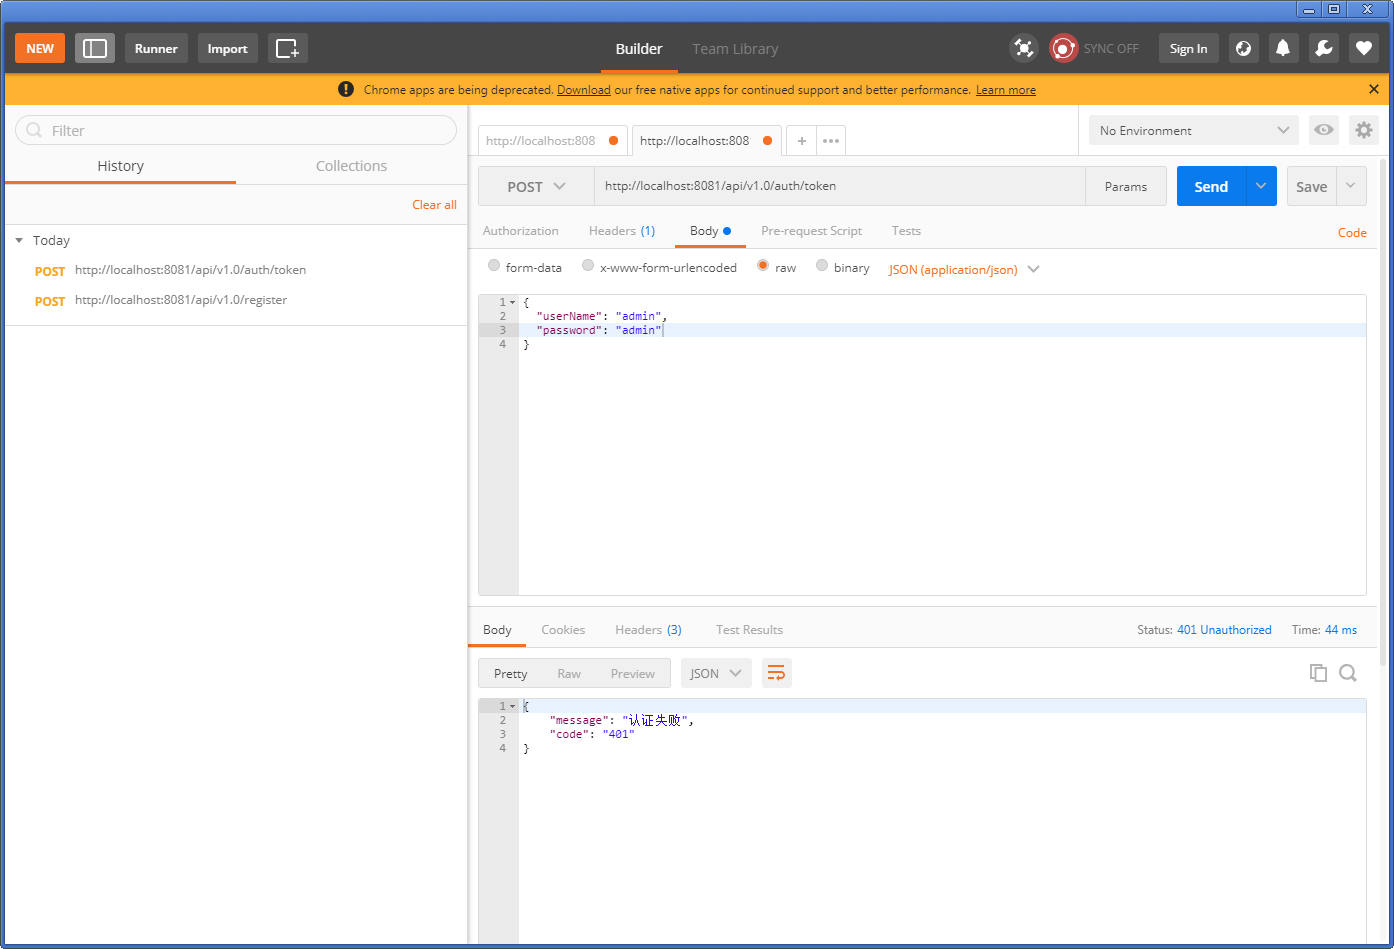 NEW Runner Import Builder Team Library SYNC OFF Sign In
! Chrome apps are being deprecated. Download our free native apps for continued support and better performance. Learn more
Filter
History Collections
Clear all
Today
POST http://localhost:8081/api/v1.0/auth/token
POST http://localhost:8081/api/v1.0/register
http://localhost:808 http://localhost:808 + ••• No Environment
POST http://localhost:8081/api/v1.0/auth/token Params Send Save
Authorization Headers (1) Body Pre-request Script Tests Code
form-data x-www-form-urlencoded raw binary JSON (application/json)
1 {
2 "userName": "admin",
3 "password": "admin"
4 }
Body Cookies Headers (3) Test Results Status: 401 Unauthorized Time: 44 ms
Pretty Raw Preview JSON
1 {
2 "message": "认证失败",
3 "code": "401"
4 }